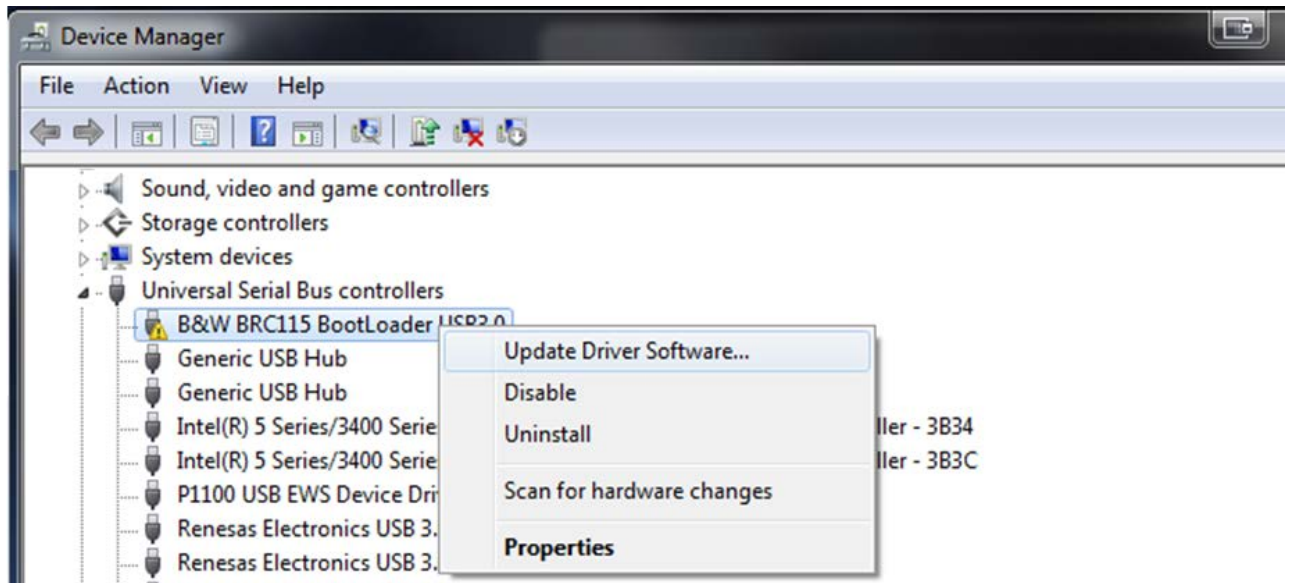 Device Manager
File Action View Help
Sound, video and game controllers
Storage controllers
System devices
Universal Serial Bus controllers
B&W BRC115 BootLoader USB3.0
Generic USB Hub
Generic USB Hub
Intel(R) 5 Series/3400 Serie ller - 3B34
Intel(R) 5 Series/3400 Serie ller - 3B3C
P1100 USB EWS Device Dri
Renesas Electronics USB 3.
Renesas Electronics USB 3.
Update Driver Software...
Disable
Uninstall
Scan for hardware changes
Properties